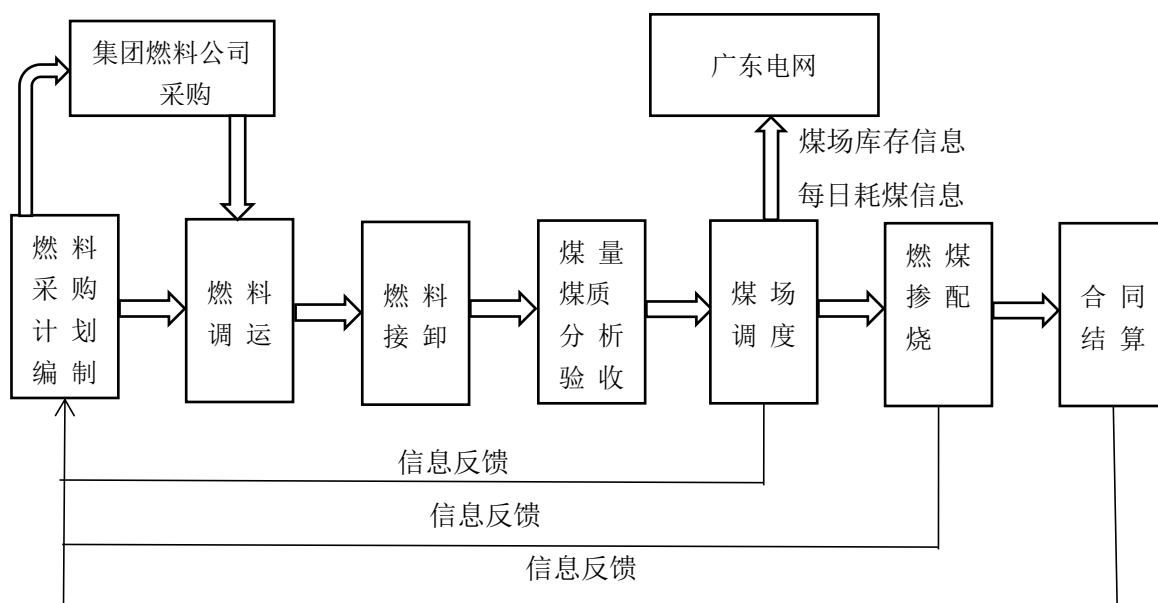 集团燃料公司
采购
广东电网
煤场库存信息
每日耗煤信息
燃料
采购
计划
编制
燃料
调运
燃料
接卸
煤量
煤质
分析
验收
煤场
调度
燃煤
掺配
烧
合同
结算
信息反馈
信息反馈
信息反馈